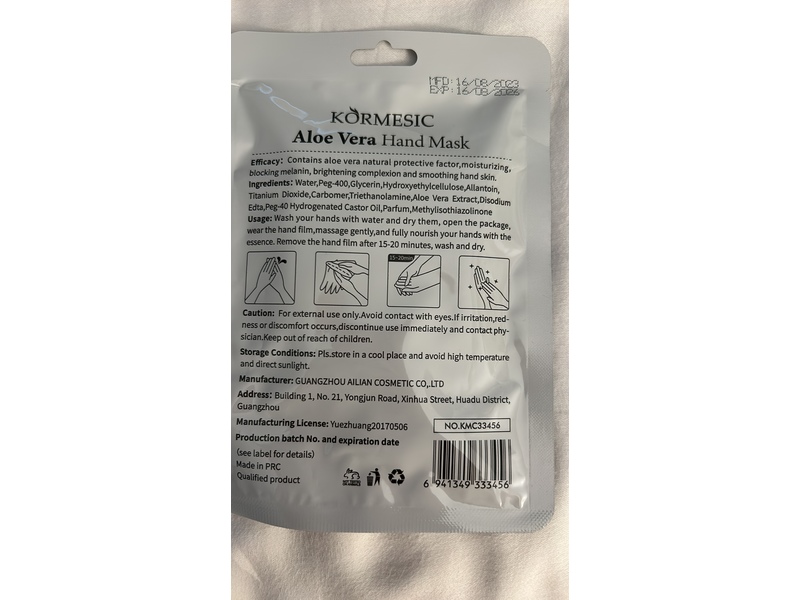 MFD:16/08/2023
EXP:16/08/2026
KORMESIC
Aloe Vera Hand Mask
Efficacy: Contains aloe vera natural protective factor,moisturizing,
blocking melanin, brightening complexion and smoothing hand skin.
Ingredients: Water,Peg-400,Glycerin,Hydroxyethylcellulose,Allantoin,
Titanium Dioxide,Carbomer,Triethanolamine,Aloe Vera Extract,Disodium
Edta,Peg-40 Hydrogenated Castor Oil,Parfum,Methylisothiazolinone
Usage: Wash your hands with water and dry them, open the package,
wear the hand film,massage gently,and fully nourish your hands with the
essence. Remove the hand film after 15-20 minutes, wash and dry.
15-20min
Caution: For external use only.Avoid contact with eyes.If irritation,red-
ness or discomfort occurs,discontinue use immediately and contact phy-
sician.Keep out of reach of children.
Storage Conditions: Pls.store in a cool place and avoid high temperature
and direct sunlight.
Manufacturer: GUANGZHOU AILIAN COSMETIC CO,.LTD
Address: Building 1, No. 21, Yongjun Road, Xinhua Street, Huadu District,
Guangzhou
Manufacturing License: Yuezhuang20170506
NO.KMC33456
Production batch No. and expiration date
(see label for details)
Made in PRC
Qualified product
6 941349 333456